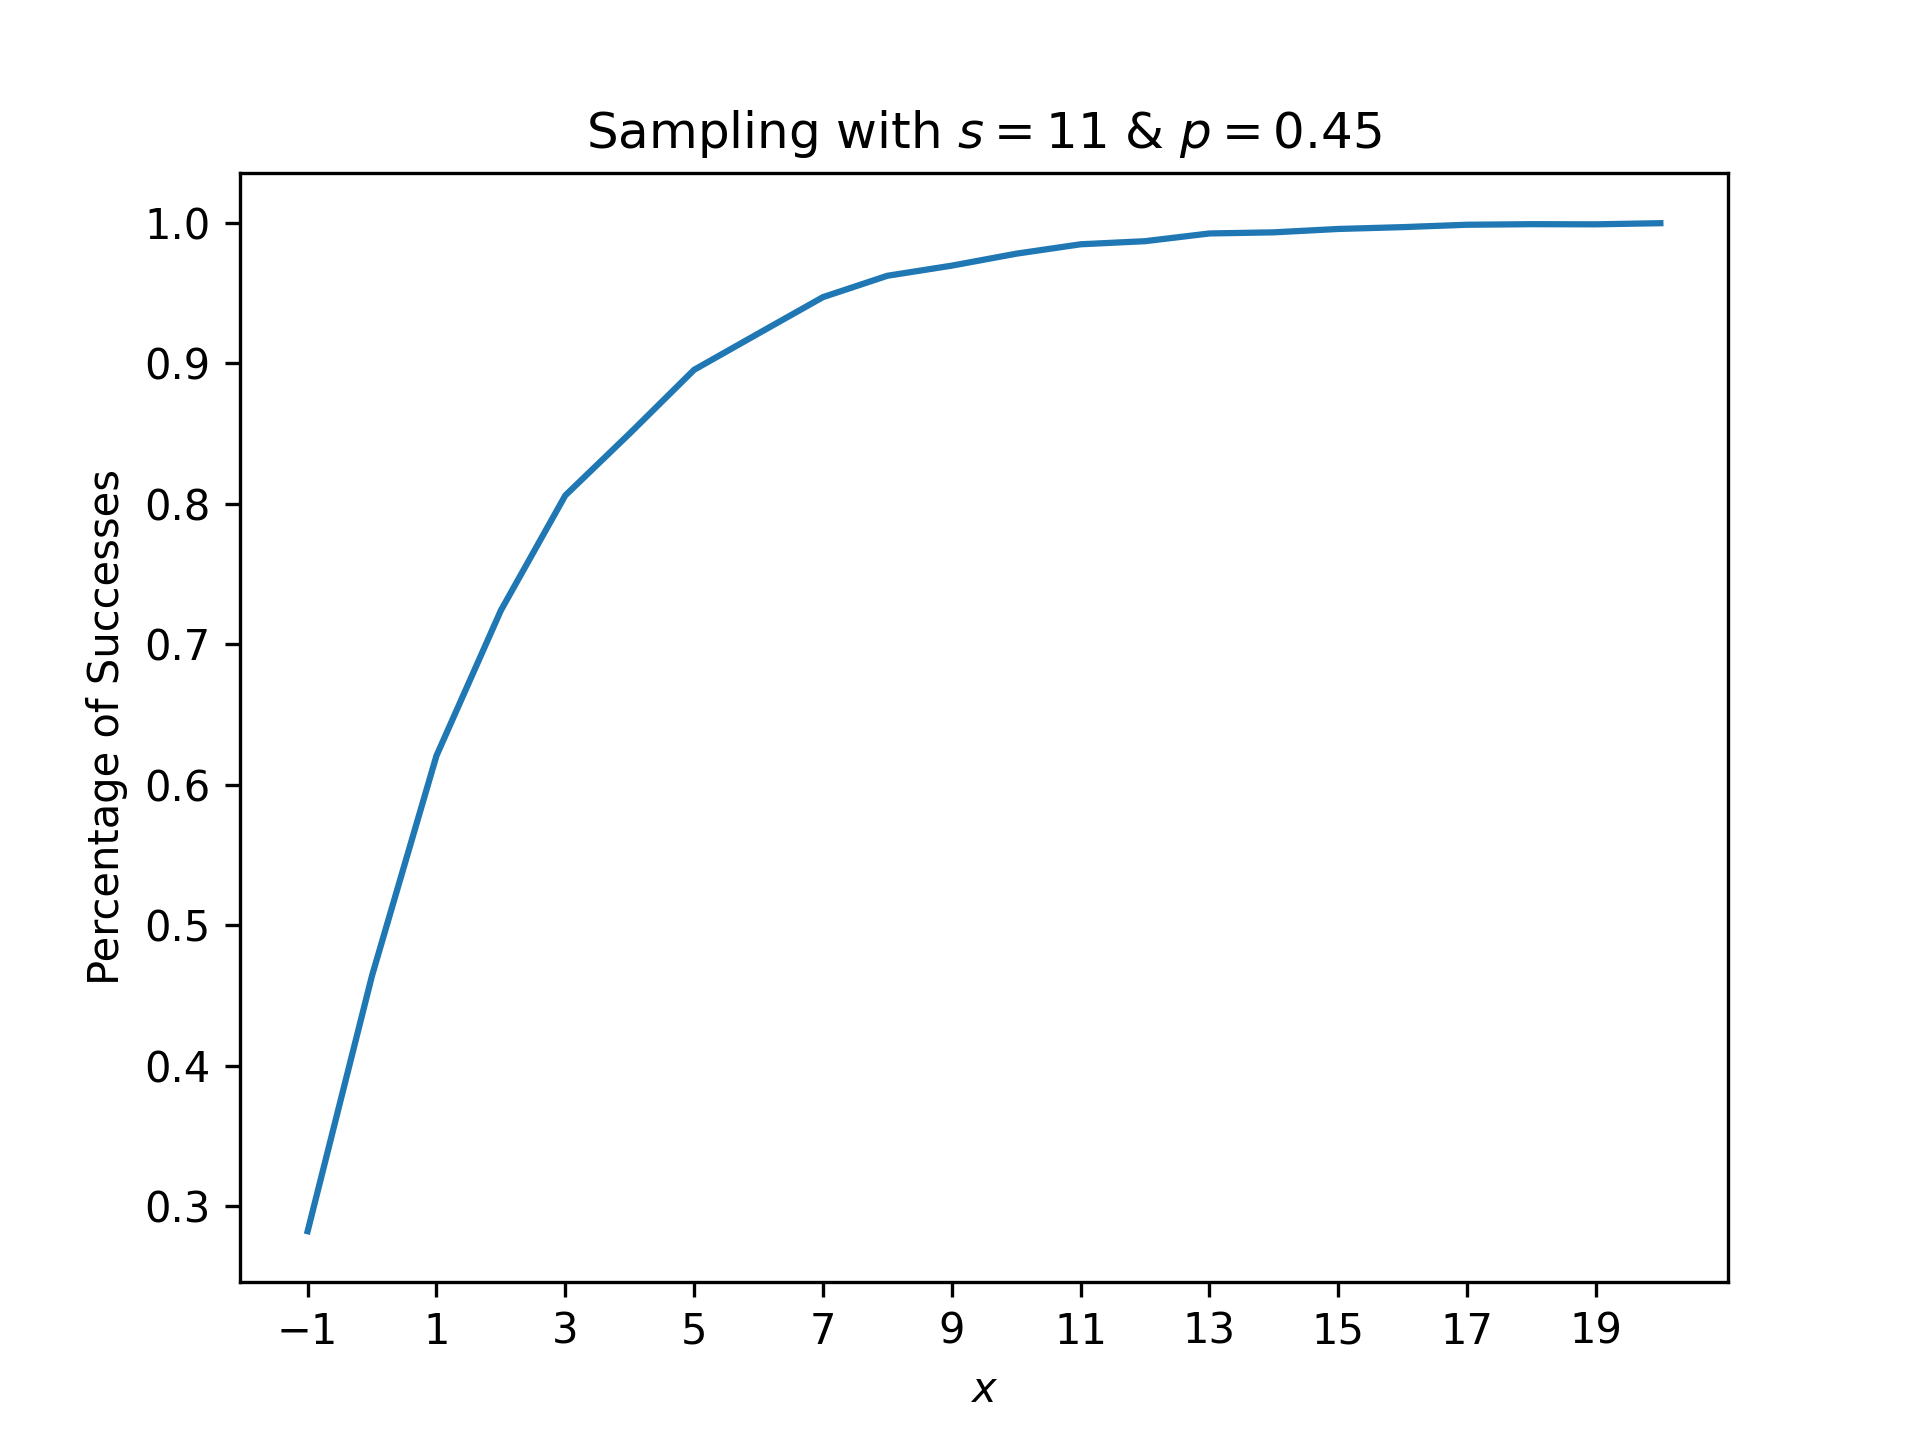 Sampling with s = 11 & p = 0.45
Percentage of Successes
1.0
0.9
0.8
0.7
0.6
0.5
0.4
0.3
−1 1 3 5 7 9 11 13 15 17 19
x